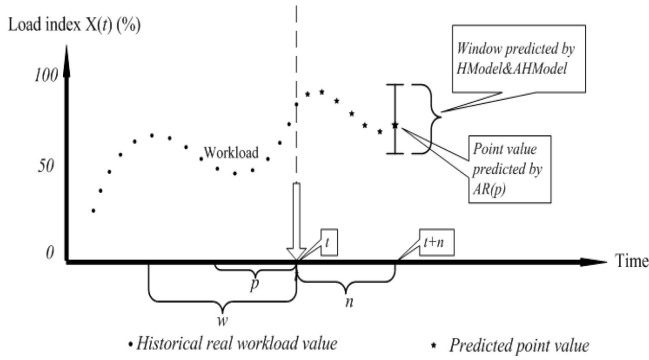 Load index X(t) (%)
100
50
0
Workload
Window predicted by
HModel&AHModel
Point value
predicted by
AR(p)
t
t+n
Time
p
w
n
• Historical real workload value
* Predicted point value